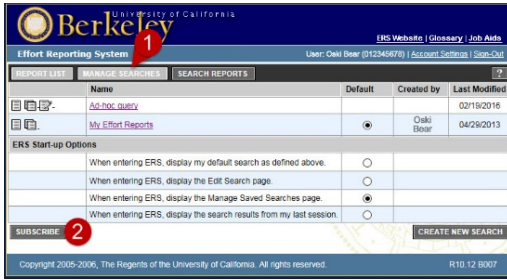 University of California
Berkeley
1
ERS Website | Glossary | Job Aids
Effort Reporting System
User: Oski Bear (012345678) | Account Settings | Sign-Out
REPORT LIST MANAGE SEARCHES SEARCH REPORTS ?
Name Default Created by Last Modified
Ad-hoc query 02/19/2016
My Effort Reports Oski Bear 04/29/2013
ERS Start-up Options
When entering ERS, display my default search as defined above.
When entering ERS, display the Edit Search page.
When entering ERS, display the Manage Saved Searches page.
When entering ERS, display the search results from my last session.
SUBSCRIBE 2 CREATE NEW SEARCH
Copyright 2005-2006, The Regents of the University of California. All rights reserved. R10.12 B007